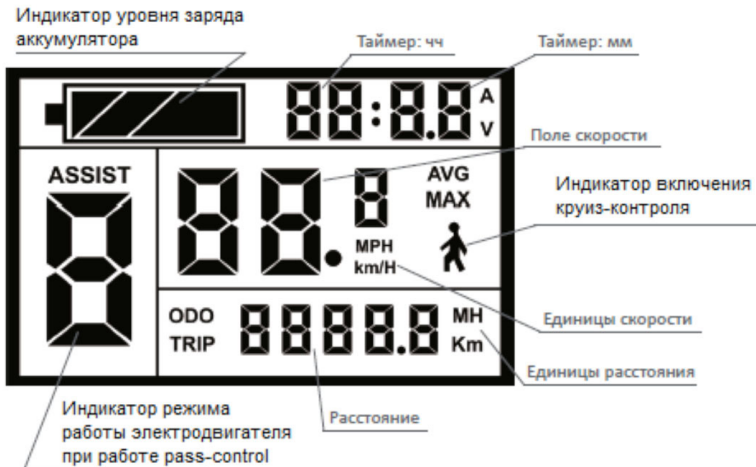 Индикатор уровня заряда
аккумулятора
Таймер: чч
Таймер: мм
88:8.8
A
V
Поле скорости
ASSIST
8
88.8
AVG
MAX
MPH
km/H
Индикатор включения
круиз-контроля
Единицы скорости
ODO
TRIP
8888.8
MH
Km
Единицы расстояния
Расстояние
Индикатор режима
работы электродвигателя
при работе pass-control